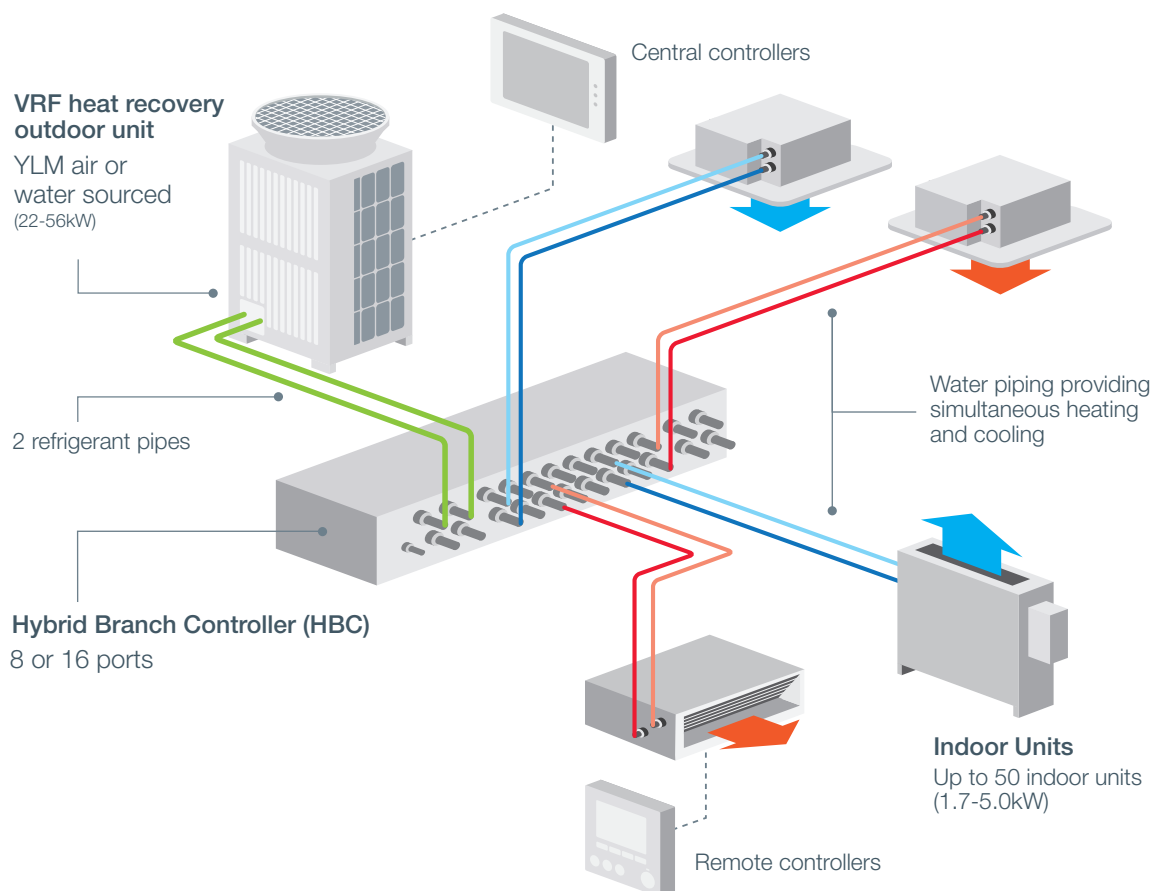 Central controllers
VRF heat recovery
outdoor unit
YLM air or
water sourced
(22-56kW)
2 refrigerant pipes
Water piping providing
simultaneous heating
and cooling
Hybrid Branch Controller (HBC)
8 or 16 ports
Indoor Units
Up to 50 indoor units
(1.7-5.0kW)
Remote controllers